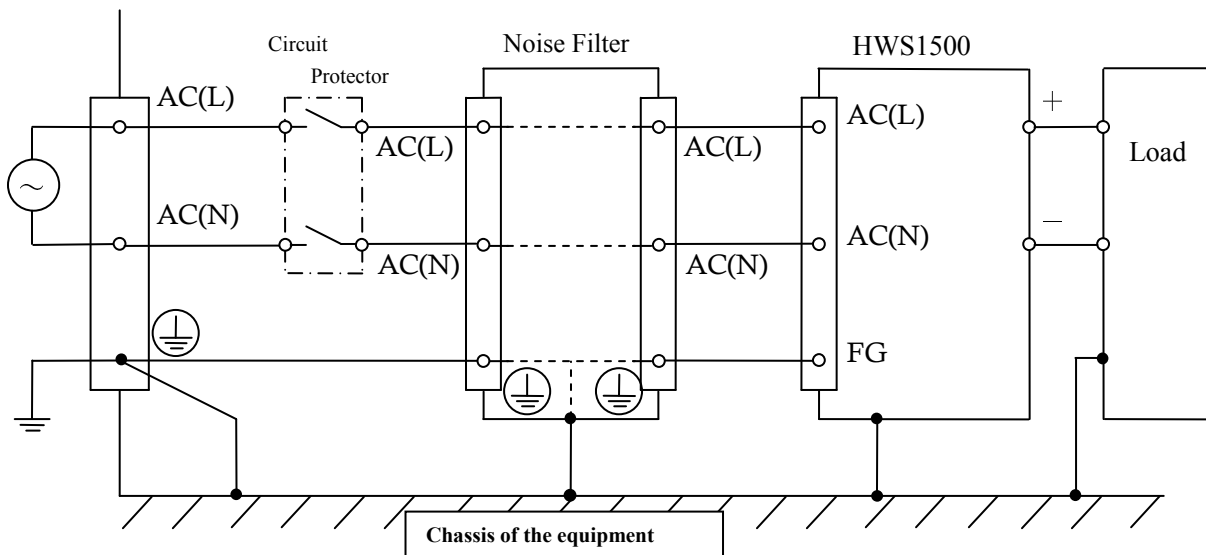 Circuit
Protector
Noise Filter
HWS1500
AC(L)
AC(L)
AC(L)
AC(L)
+
Load
AC(N)
AC(N)
AC(N)
AC(N)
−
FG
Chassis of the equipment